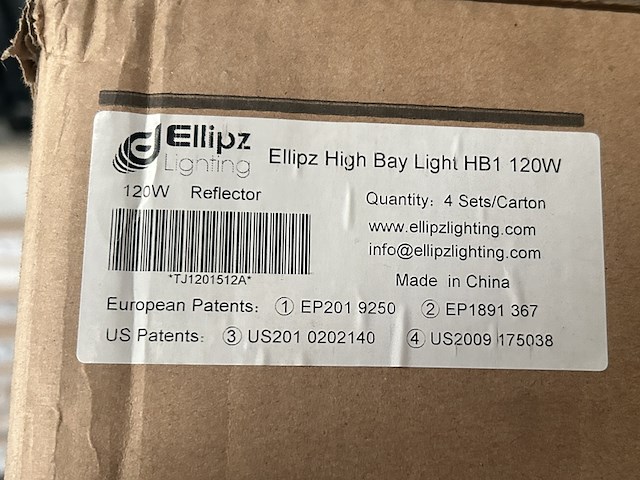 Ellipz
Lighting
Ellipz High Bay Light HB1 120W
120W Reflector
Quantity: 4 Sets/Carton
www.ellipzlighting.com
info@ellipzlighting.com
*TJ1201512A*
Made in China
European Patents: ① EP201 9250 ② EP1891 367
US Patents: ③ US201 0202140 ④ US2009 175038